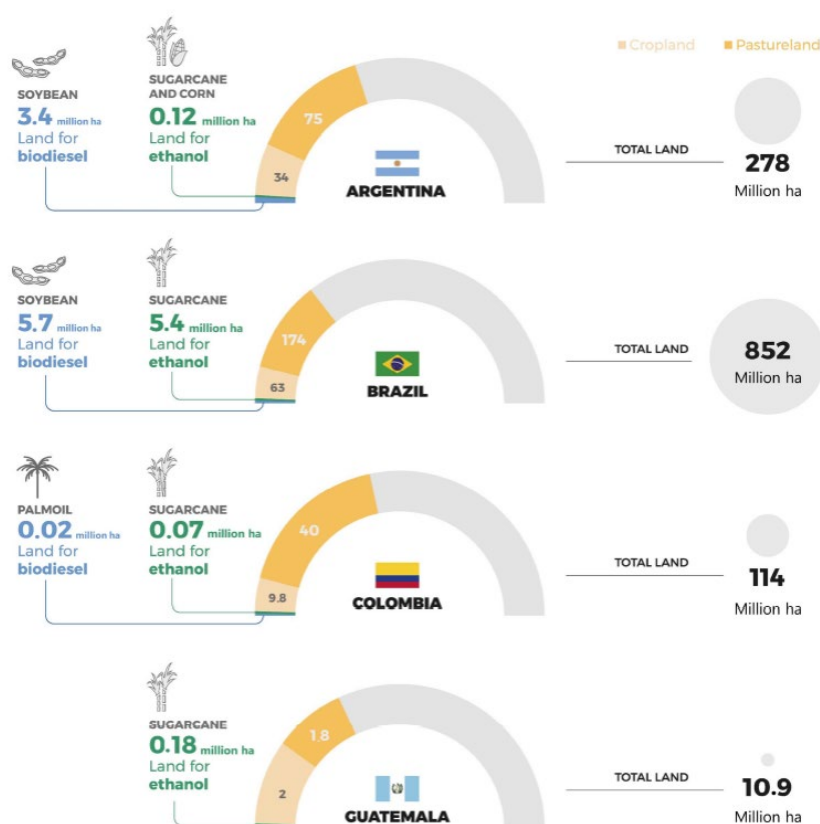 Cropland
Pastureland
SOYBEAN
3.4 million ha
Land for
biodiesel
SUGARCANE
AND CORN
0.12 million ha
Land for
ethanol
75
34
ARGENTINA
TOTAL LAND
278
Million ha
SOYBEAN
5.7 million ha
Land for
biodiesel
SUGARCANE
5.4 million ha
Land for
ethanol
174
63
BRAZIL
TOTAL LAND
852
Million ha
PALMOIL
0.02 million ha
Land for
biodiesel
SUGARCANE
0.07 million ha
Land for
ethanol
40
9.8
COLOMBIA
TOTAL LAND
114
Million ha
SUGARCANE
0.18 million ha
Land for
ethanol
1.8
2
GUATEMALA
TOTAL LAND
10.9
Million ha